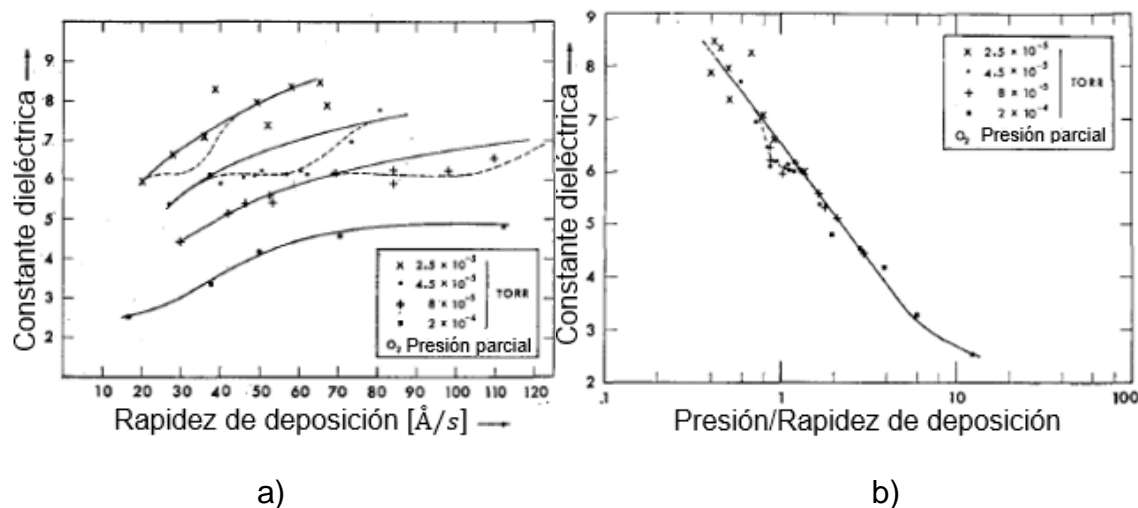 Constante dieléctrica
9
8
7
6
5
4
3
2
× 2.5 × 10⁻⁵
• 4.5 × 10⁻⁵
+ 8 × 10⁻⁵
▪ 2 × 10⁻⁴
TORR
O₂ Presión parcial
10 20 30 40 50 60 70 80 90 100 110 120
Rapidez de deposición [Å/s]
a)
Constante dieléctrica
9
8
7
6
5
4
3
2
× 2.5 × 10⁻⁵
• 4.5 × 10⁻⁵
+ 8 × 10⁻⁵
▪ 2 × 10⁻⁴
TORR
O₂ Presión parcial
.1 1 10 100
Presión/Rapidez de deposición
b)